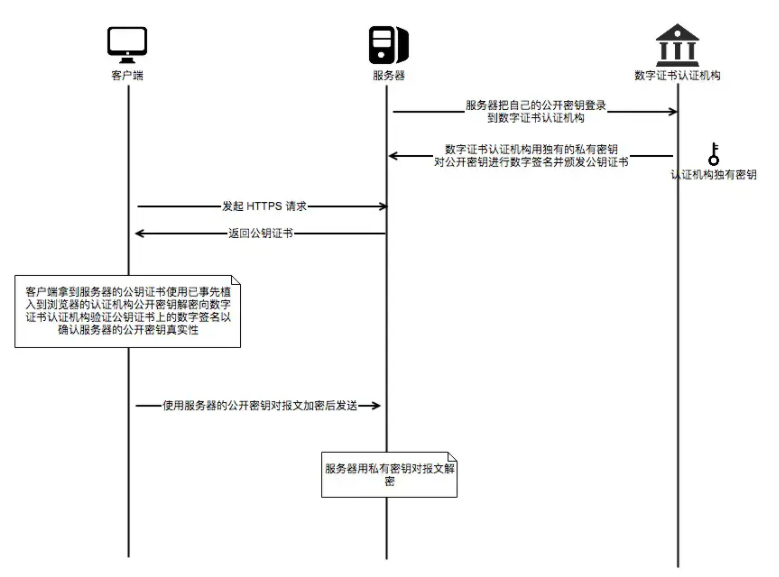 客户端
服务器
数字证书认证机构
服务器把自己的公开密钥登录
到数字证书认证机构
数字证书认证机构用独有的私有密钥
对公开密钥进行数字签名并颁发公钥证书
认证机构独有密钥
发起 HTTPS 请求
返回公钥证书
客户端拿到服务器的公钥证书使用已事先植
入到浏览器的认证机构公开密钥解密向数字
证书认证机构验证公钥证书上的数字签名以
确认服务器的公开密钥真实性
使用服务器的公开密钥对报文加密后发送
服务器用私有密钥对报文解
密